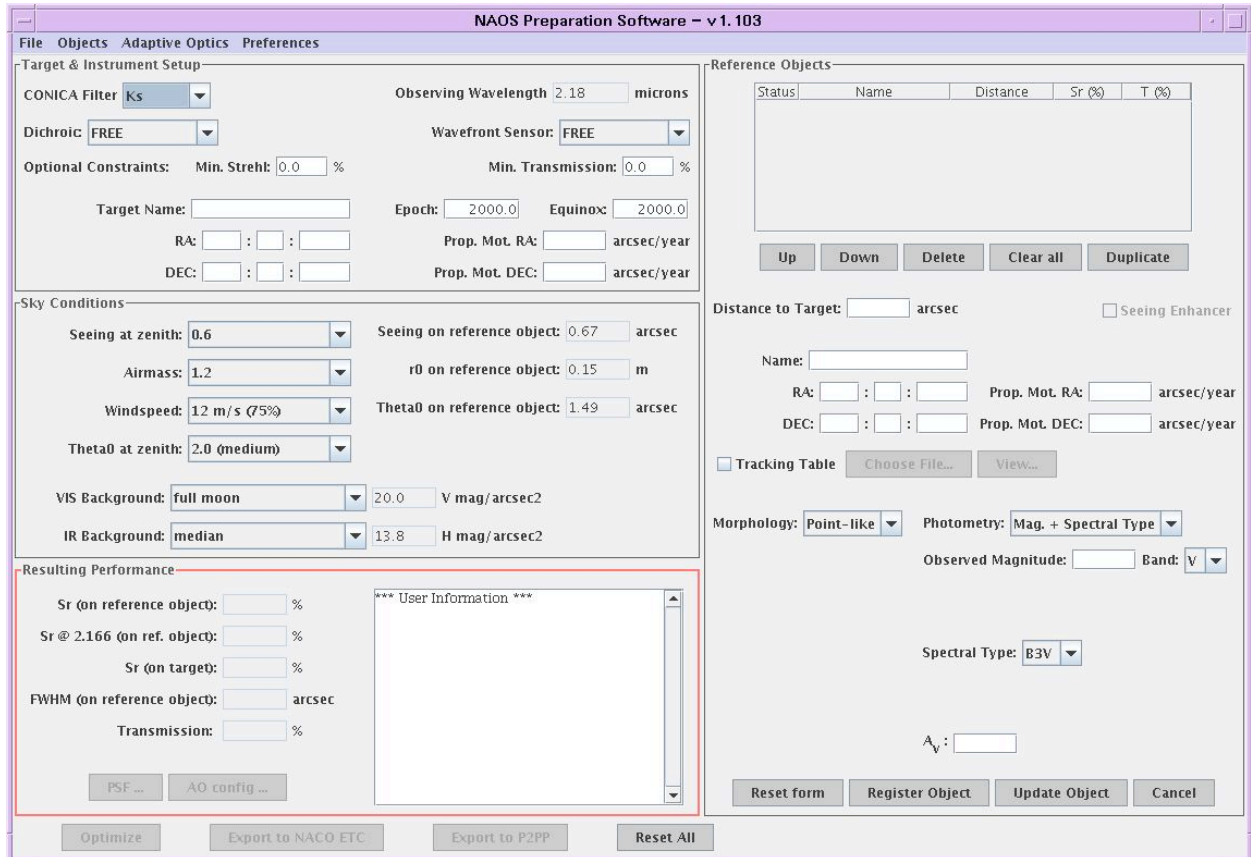 NAOS Preparation Software – v1.103
File Objects Adaptive Optics Preferences
Target & Instrument Setup
CONICA Filter Ks Observing Wavelength 2.18 microns
Dichroic: FREE Wavefront Sensor: FREE
Optional Constraints: Min. Strehl: 0.0 % Min. Transmission: 0.0 %
Target Name: Epoch: 2000.0 Equinox: 2000.0
RA: : : Prop. Mot. RA: arcsec/year
DEC: : : Prop. Mot. DEC: arcsec/year
Sky Conditions
Seeing at zenith: 0.6 Seeing on reference object: 0.67 arcsec
Airmass: 1.2 r0 on reference object: 0.15 m
Windspeed: 12 m/s (75%) Theta0 on reference object: 1.49 arcsec
Theta0 at zenith: 2.0 (medium)
VIS Background: full moon 20.0 V mag/arcsec2
IR Background: median 13.8 H mag/arcsec2
Resulting Performance
Sr (on reference object): %
Sr @ 2.166 (on ref. object): %
Sr (on target): %
FWHM (on reference object): arcsec
Transmission: %
*** User Information ***
PSF ... AO config ...
Reference Objects
Status Name Distance Sr (%) T (%)
Up Down Delete Clear all Duplicate
Distance to Target: arcsec Seeing Enhancer
Name:
RA: : : Prop. Mot. RA: arcsec/year
DEC: : : Prop. Mot. DEC: arcsec/year
Tracking Table Choose File... View...
Morphology: Point-like Photometry: Mag. + Spectral Type
Observed Magnitude: Band: V
Spectral Type: B3V
Av :
Reset form Register Object Update Object Cancel
Optimize Export to NACO ETC Export to P2PP Reset All